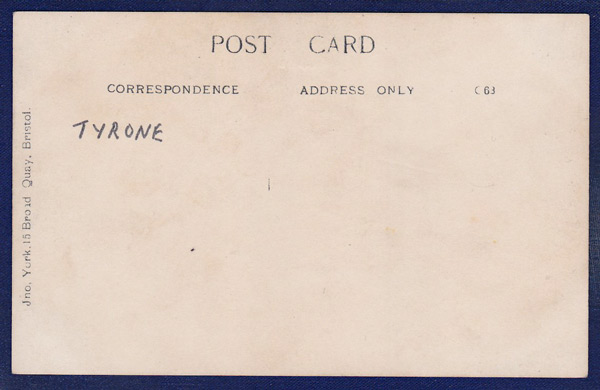 POST CARD
CORRESPONDENCE ADDRESS ONLY C 63
TYRONE
Jno. York. 15 Broad Quay, Bristol.